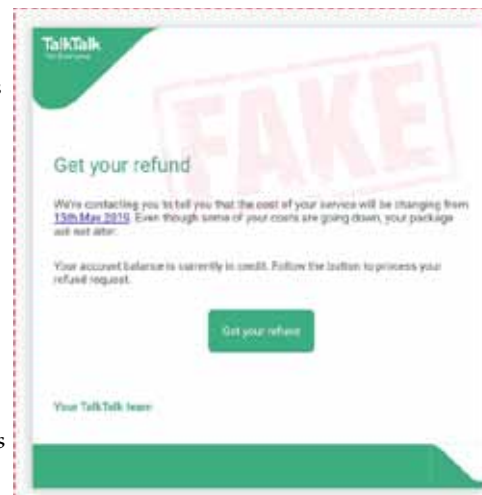 TalkTalk
For Everyone
FAKE
Get your refund
We're contacting you to tell you that the cost of your service will be changing from
15th May 2019. Even though some of your costs are going down, your package
not alter.
Your account balance is currently in credit. Follow the button to process your
refund request.
Get your refund
Your TalkTalk team
s